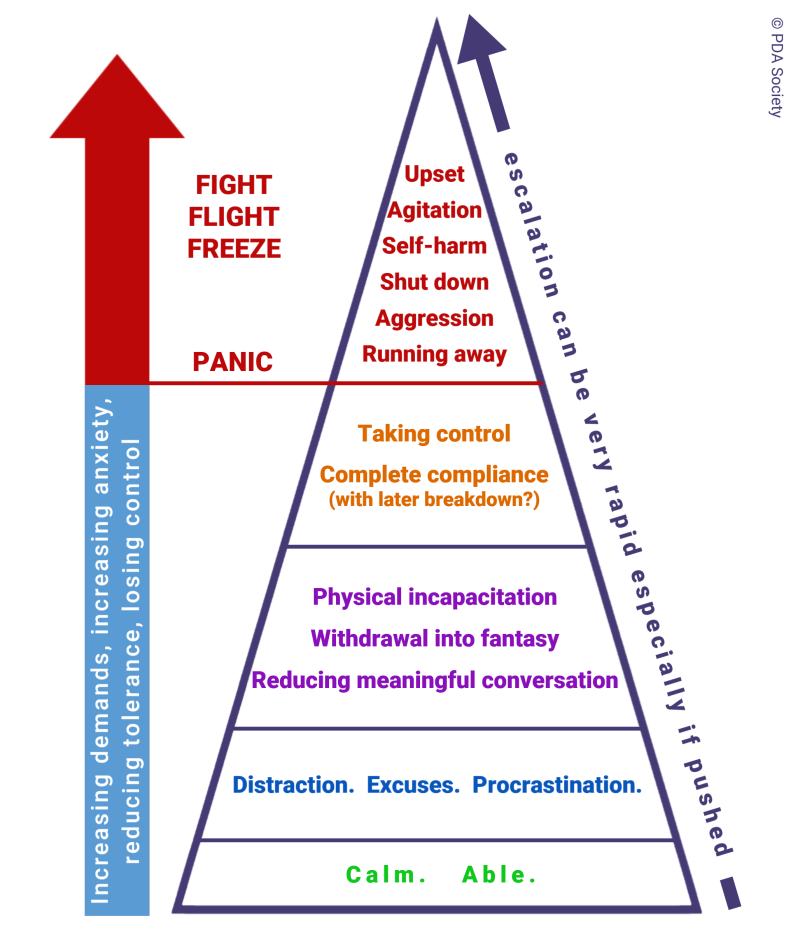 © PDA Society
FIGHT
FLIGHT
FREEZE
PANIC
Increasing demands, increasing anxiety,
reducing tolerance, losing control
Upset
Agitation
Self-harm
Shut down
Aggression
Running away
Taking control
Complete compliance
(with later breakdown?)
Physical incapacitation
Withdrawal into fantasy
Reducing meaningful conversation
Distraction. Excuses. Procrastination.
Calm. Able.
escalation can be very rapid especially if pushed